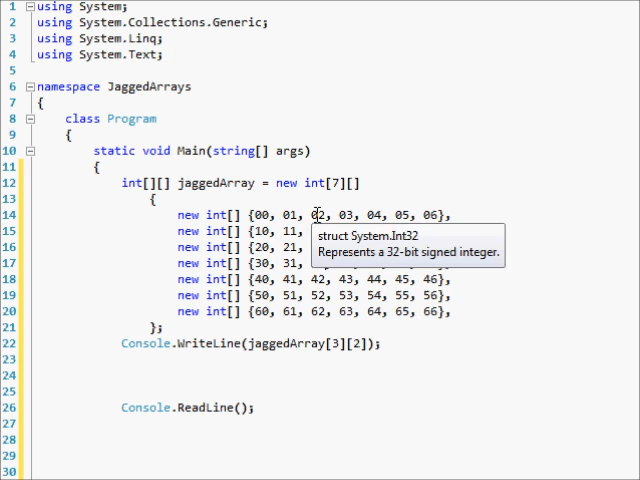 1 using System;
2 using System.Collections.Generic;
3 using System.Linq;
4 using System.Text;
5
6 namespace JaggedArrays
7 {
8 class Program
9 {
10 static void Main(string[] args)
11 {
12 int[][] jaggedArray = new int[7][]
13 {
14 new int[] {00, 01, 02, 03, 04, 05, 06},
15 new int[] {10, 11,
struct System.Int32
16 new int[] {20, 21,
Represents a 32-bit signed integer.
17 new int[] {30, 31,
18 new int[] {40, 41, 42, 43, 44, 45, 46},
19 new int[] {50, 51, 52, 53, 54, 55, 56},
20 new int[] {60, 61, 62, 63, 64, 65, 66},
21 };
22 Console.WriteLine(jaggedArray[3][2]);
23
24
25
26 Console.ReadLine();
27
28
29
30